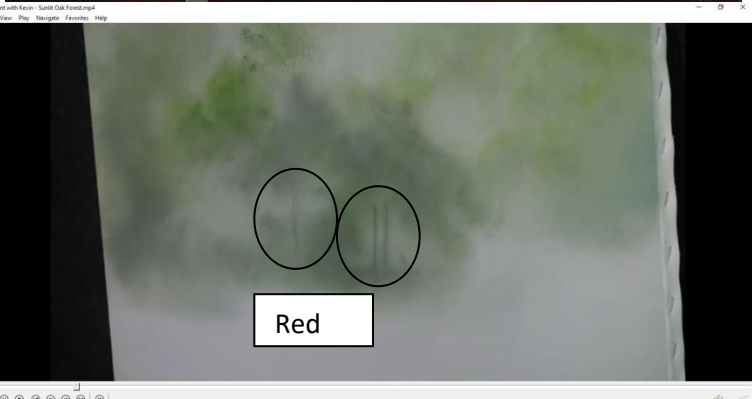 nt with Kevin - Sunlit Oak Forest.mp4
View Play Navigate Favorites Help
Red